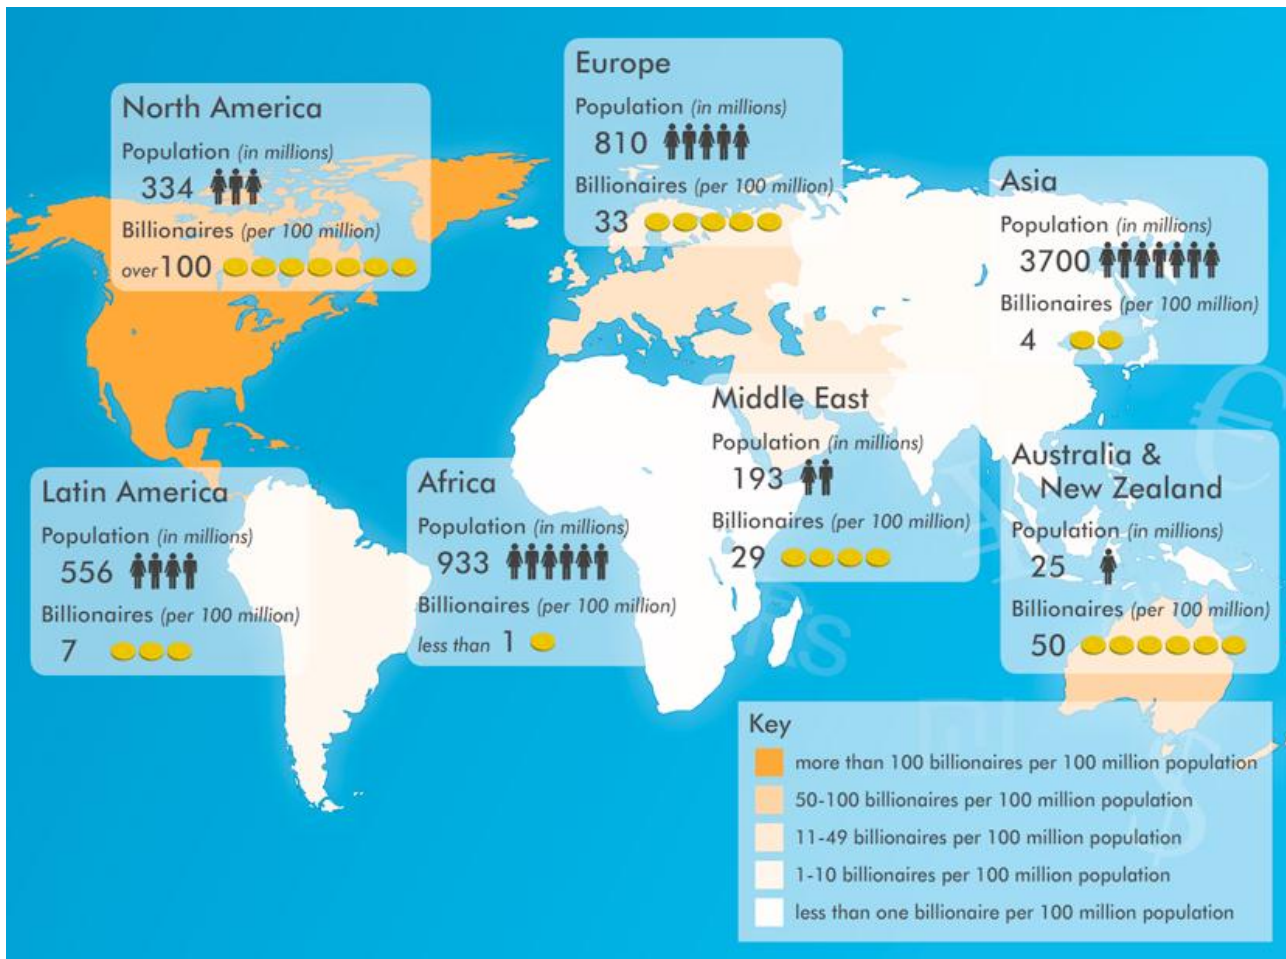 North America
Population (in millions)
334
Billionaires (per 100 million)
over 100
Europe
Population (in millions)
810
Billionaires (per 100 million)
33
Asia
Population (in millions)
3700
Billionaires (per 100 million)
4
Middle East
Population (in millions)
193
Billionaires (per 100 million)
29
Latin America
Population (in millions)
556
Billionaires (per 100 million)
7
Africa
Population (in millions)
933
Billionaires (per 100 million)
less than 1
Australia &
New Zealand
Population (in millions)
25
Billionaires (per 100 million)
50
Key
more than 100 billionaires per 100 million population
50-100 billionaires per 100 million population
11-49 billionaires per 100 million population
1-10 billionaires per 100 million population
less than one billionaire per 100 million population
€
$